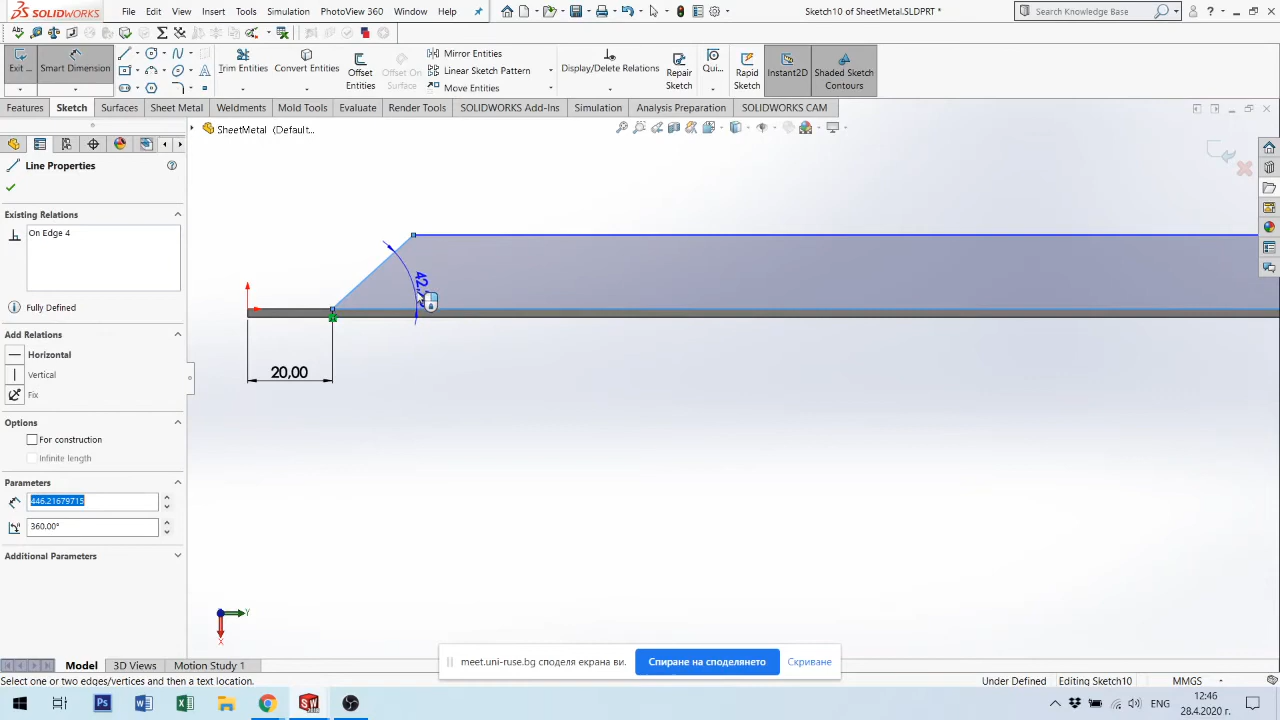 SOLIDWORKS File Edit View Insert Tools Simulation PhotoView 360 Window Help Sketch10 of SheetMetal.SLDPRT * Search Knowledge Base
Exit ... Smart Dimension Trim Entities Convert Entities Offset Entities Offset On Surface Mirror Entities Linear Sketch Pattern Move Entities Display/Delete Relations Repair Sketch Qui... Rapid Sketch Instant2D Shaded Sketch Contours
Features Sketch Surfaces Sheet Metal Weldments Mold Tools Evaluate Render Tools SOLIDWORKS Add-Ins Simulation Analysis Preparation SOLIDWORKS CAM
SheetMetal (Default...
Line Properties
Existing Relations
On Edge 4
Fully Defined
Add Relations
Horizontal
Vertical
Fix
Options
For construction
Infinite length
Parameters
446.21679715
360.00°
Additional Parameters
20,00
Y
X
meet.uni-ruse.bg споделя екрана ви. Спиране на споделянето Скриване
Model 3D Views Motion Study 1
Select one or two edges/vertices and then a text location. Under Defined Editing Sketch10 MMGS
ENG 12:46
28.4.2020 г.